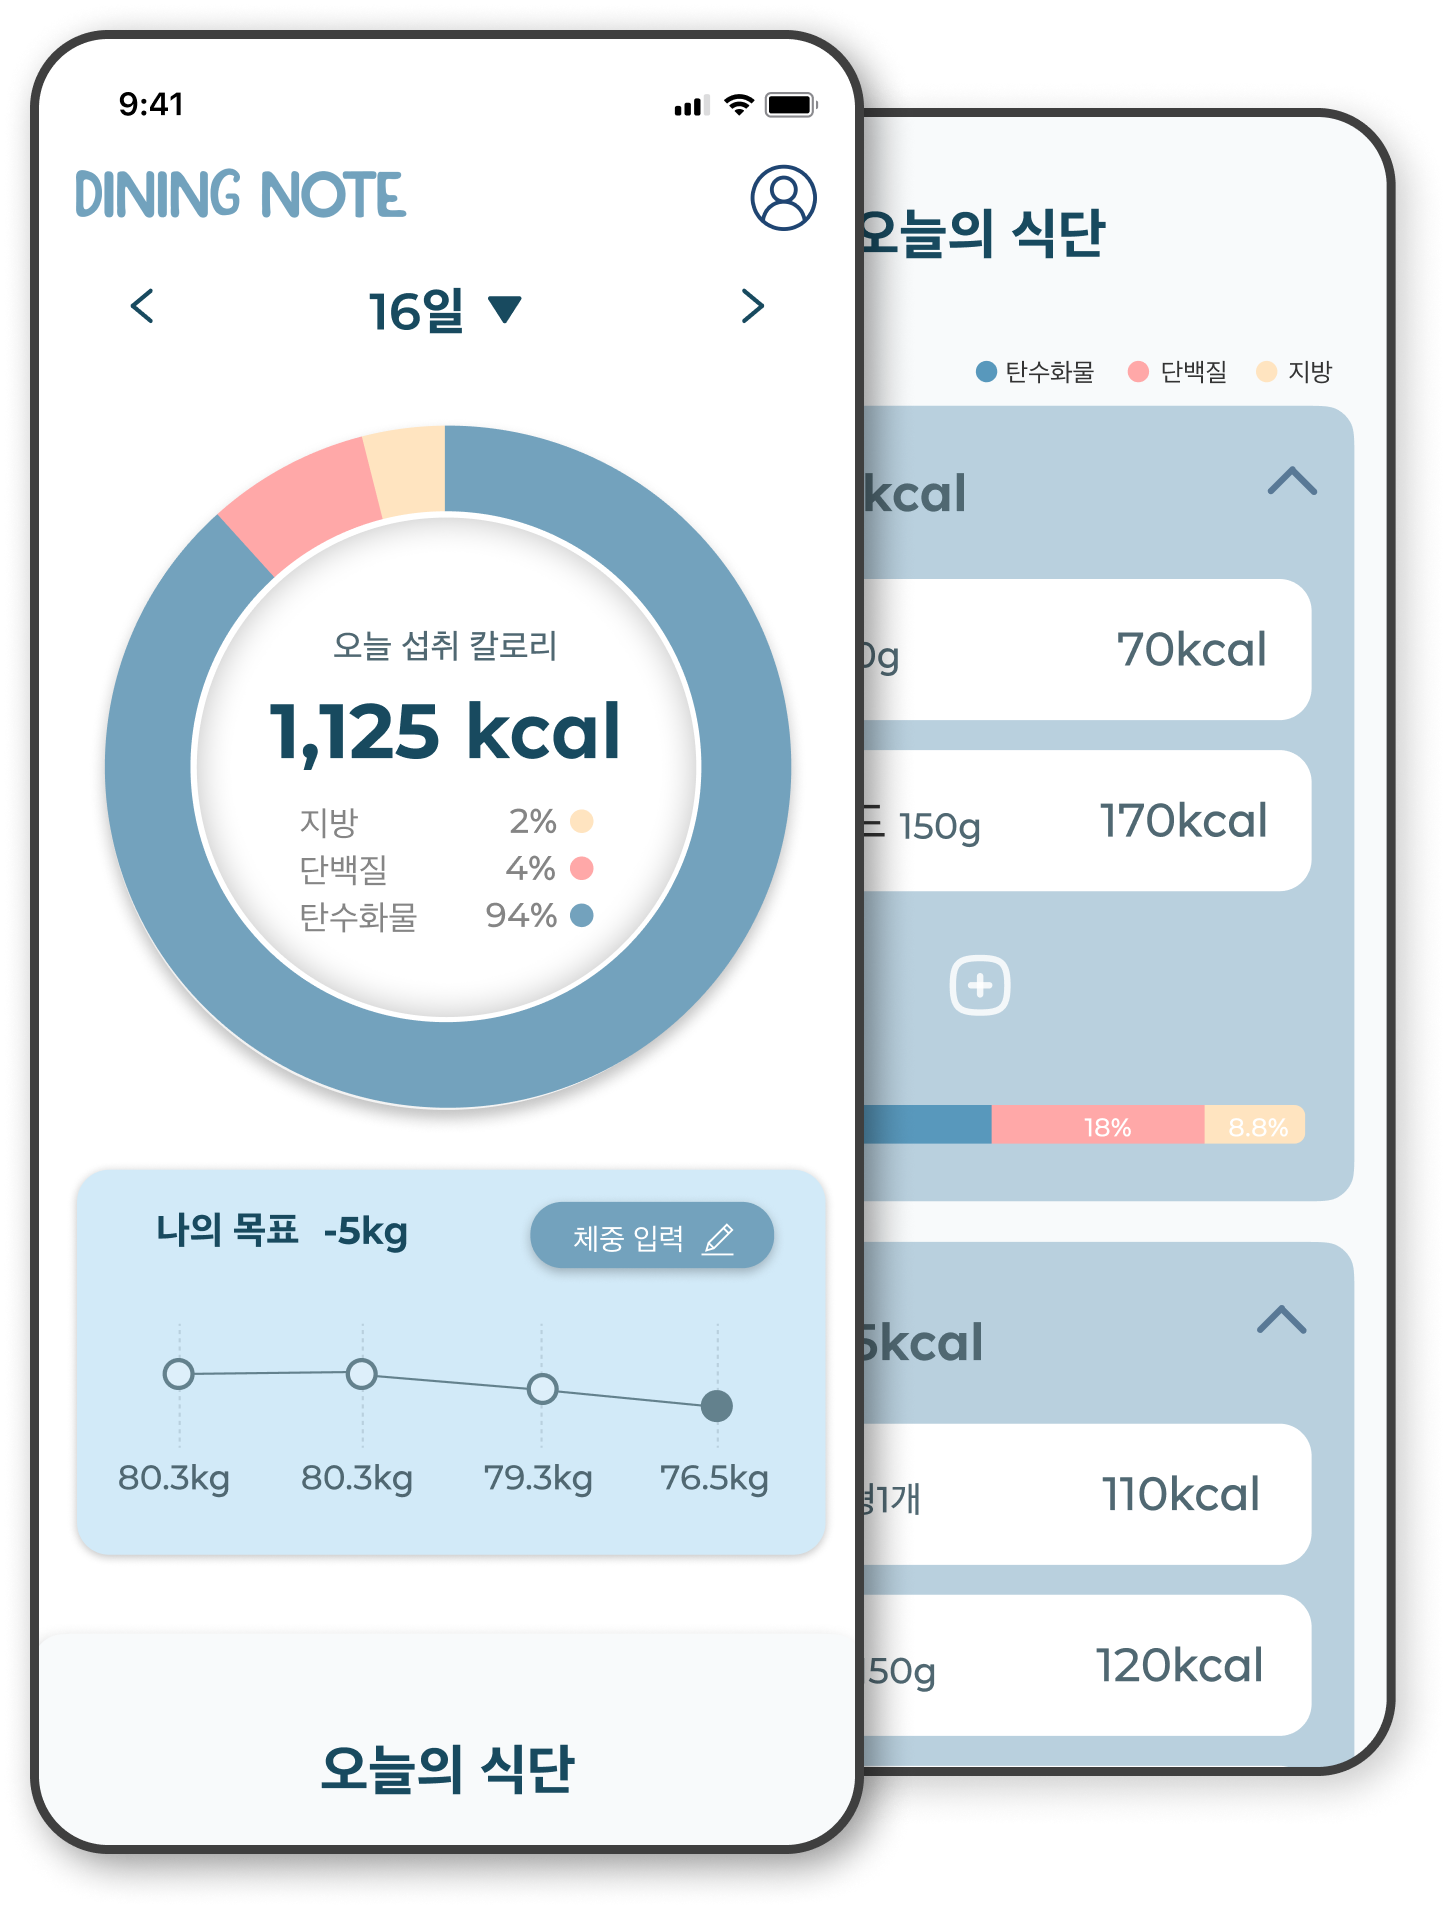 9:41
DINING NOTE
16일
오늘 섭취 칼로리
1,125 kcal
지방 2%
단백질 4%
탄수화물 94%
나의 목표 -5kg
체중 입력
80.3kg 80.3kg 79.3kg 76.5kg
오늘의 식단
오늘의 식단
탄수화물 단백질 지방
kcal
70kcal
150g 170kcal
18% 8.8%
5kcal
1개 110kcal
120kcal